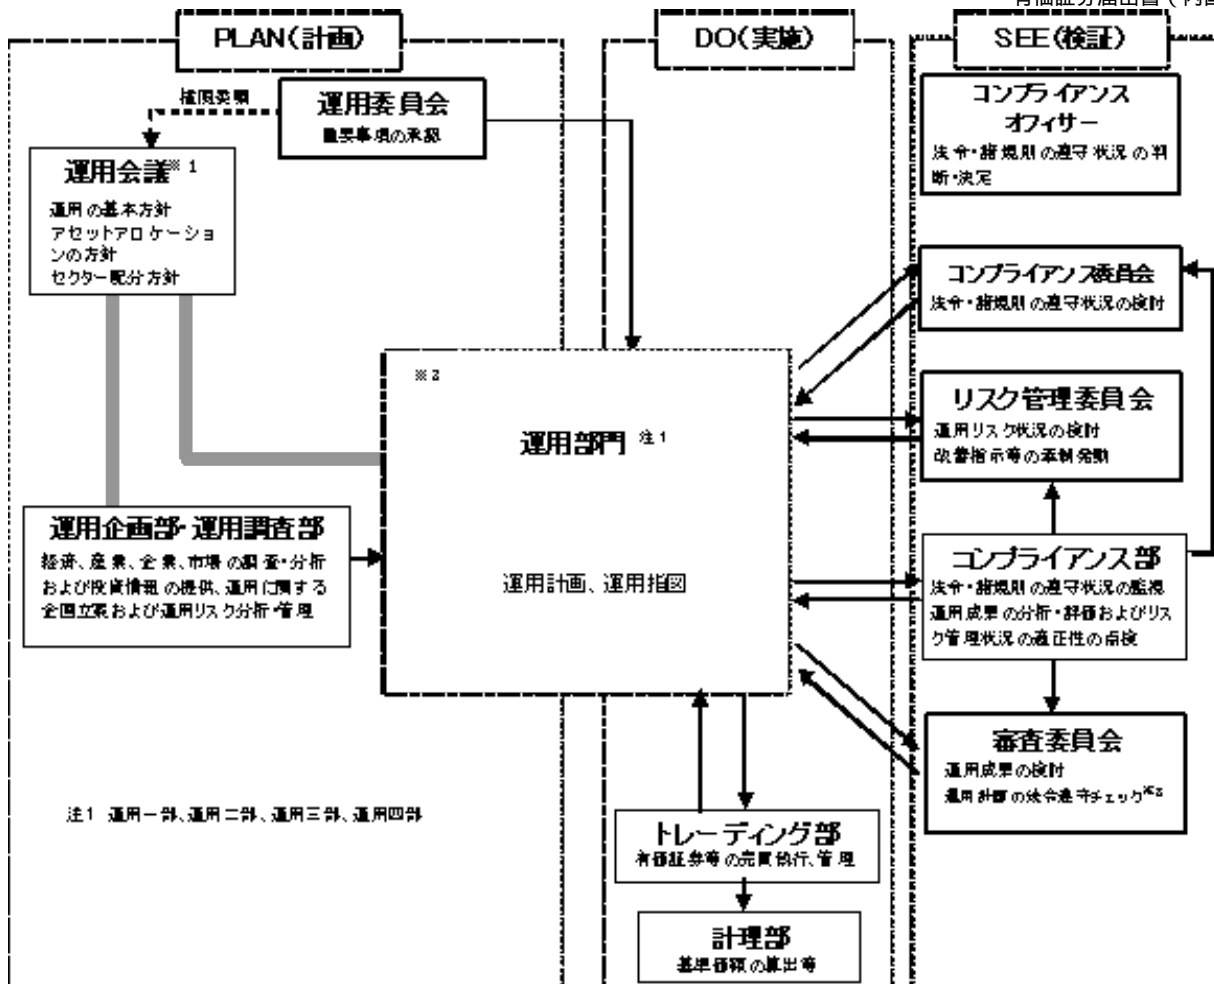 有価証券届出書（内国
PLAN（計画）
DO（実施）
SEE（検証）
権限委嘱
運用委員会
重要事項の承認
運用会議※1
運用の基本方針
アセットアロケーショ
ンの方針
セクター配分方針
コンプライアンス
オフィサー
法令・諸規則の遵守状況の判
断・決定
コンプライアンス委員会
法令・諸規則の遵守状況の検討
※2
運用部門 注1
運用計画、運用指図
リスク管理委員会
運用リスク状況の検討
改善指示等の牽制発動
運用企画部・運用調査部
経済、産業、企業、市場の調査・分析
および投資情報の提供、運用に関する
企画立案および運用リスク分析・管理
コンプライアンス部
法令・諸規則の遵守状況の監視
運用成果の分析・評価およびリス
ク管理状況の適正性の点検
審査委員会
運用成果の検討
運用計画の法令遵守チェック
注1 運用一部、運用二部、運用三部、運用四部
トレーディング部
有価証券等の売買執行、管理
計理部
基準価額の算出等